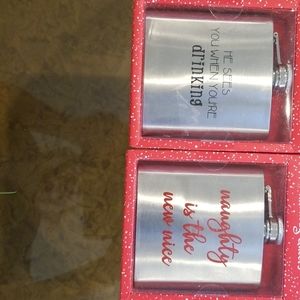 HE SEES
YOU WHEN YOU'RE
drinking
naughty
is the
new nice